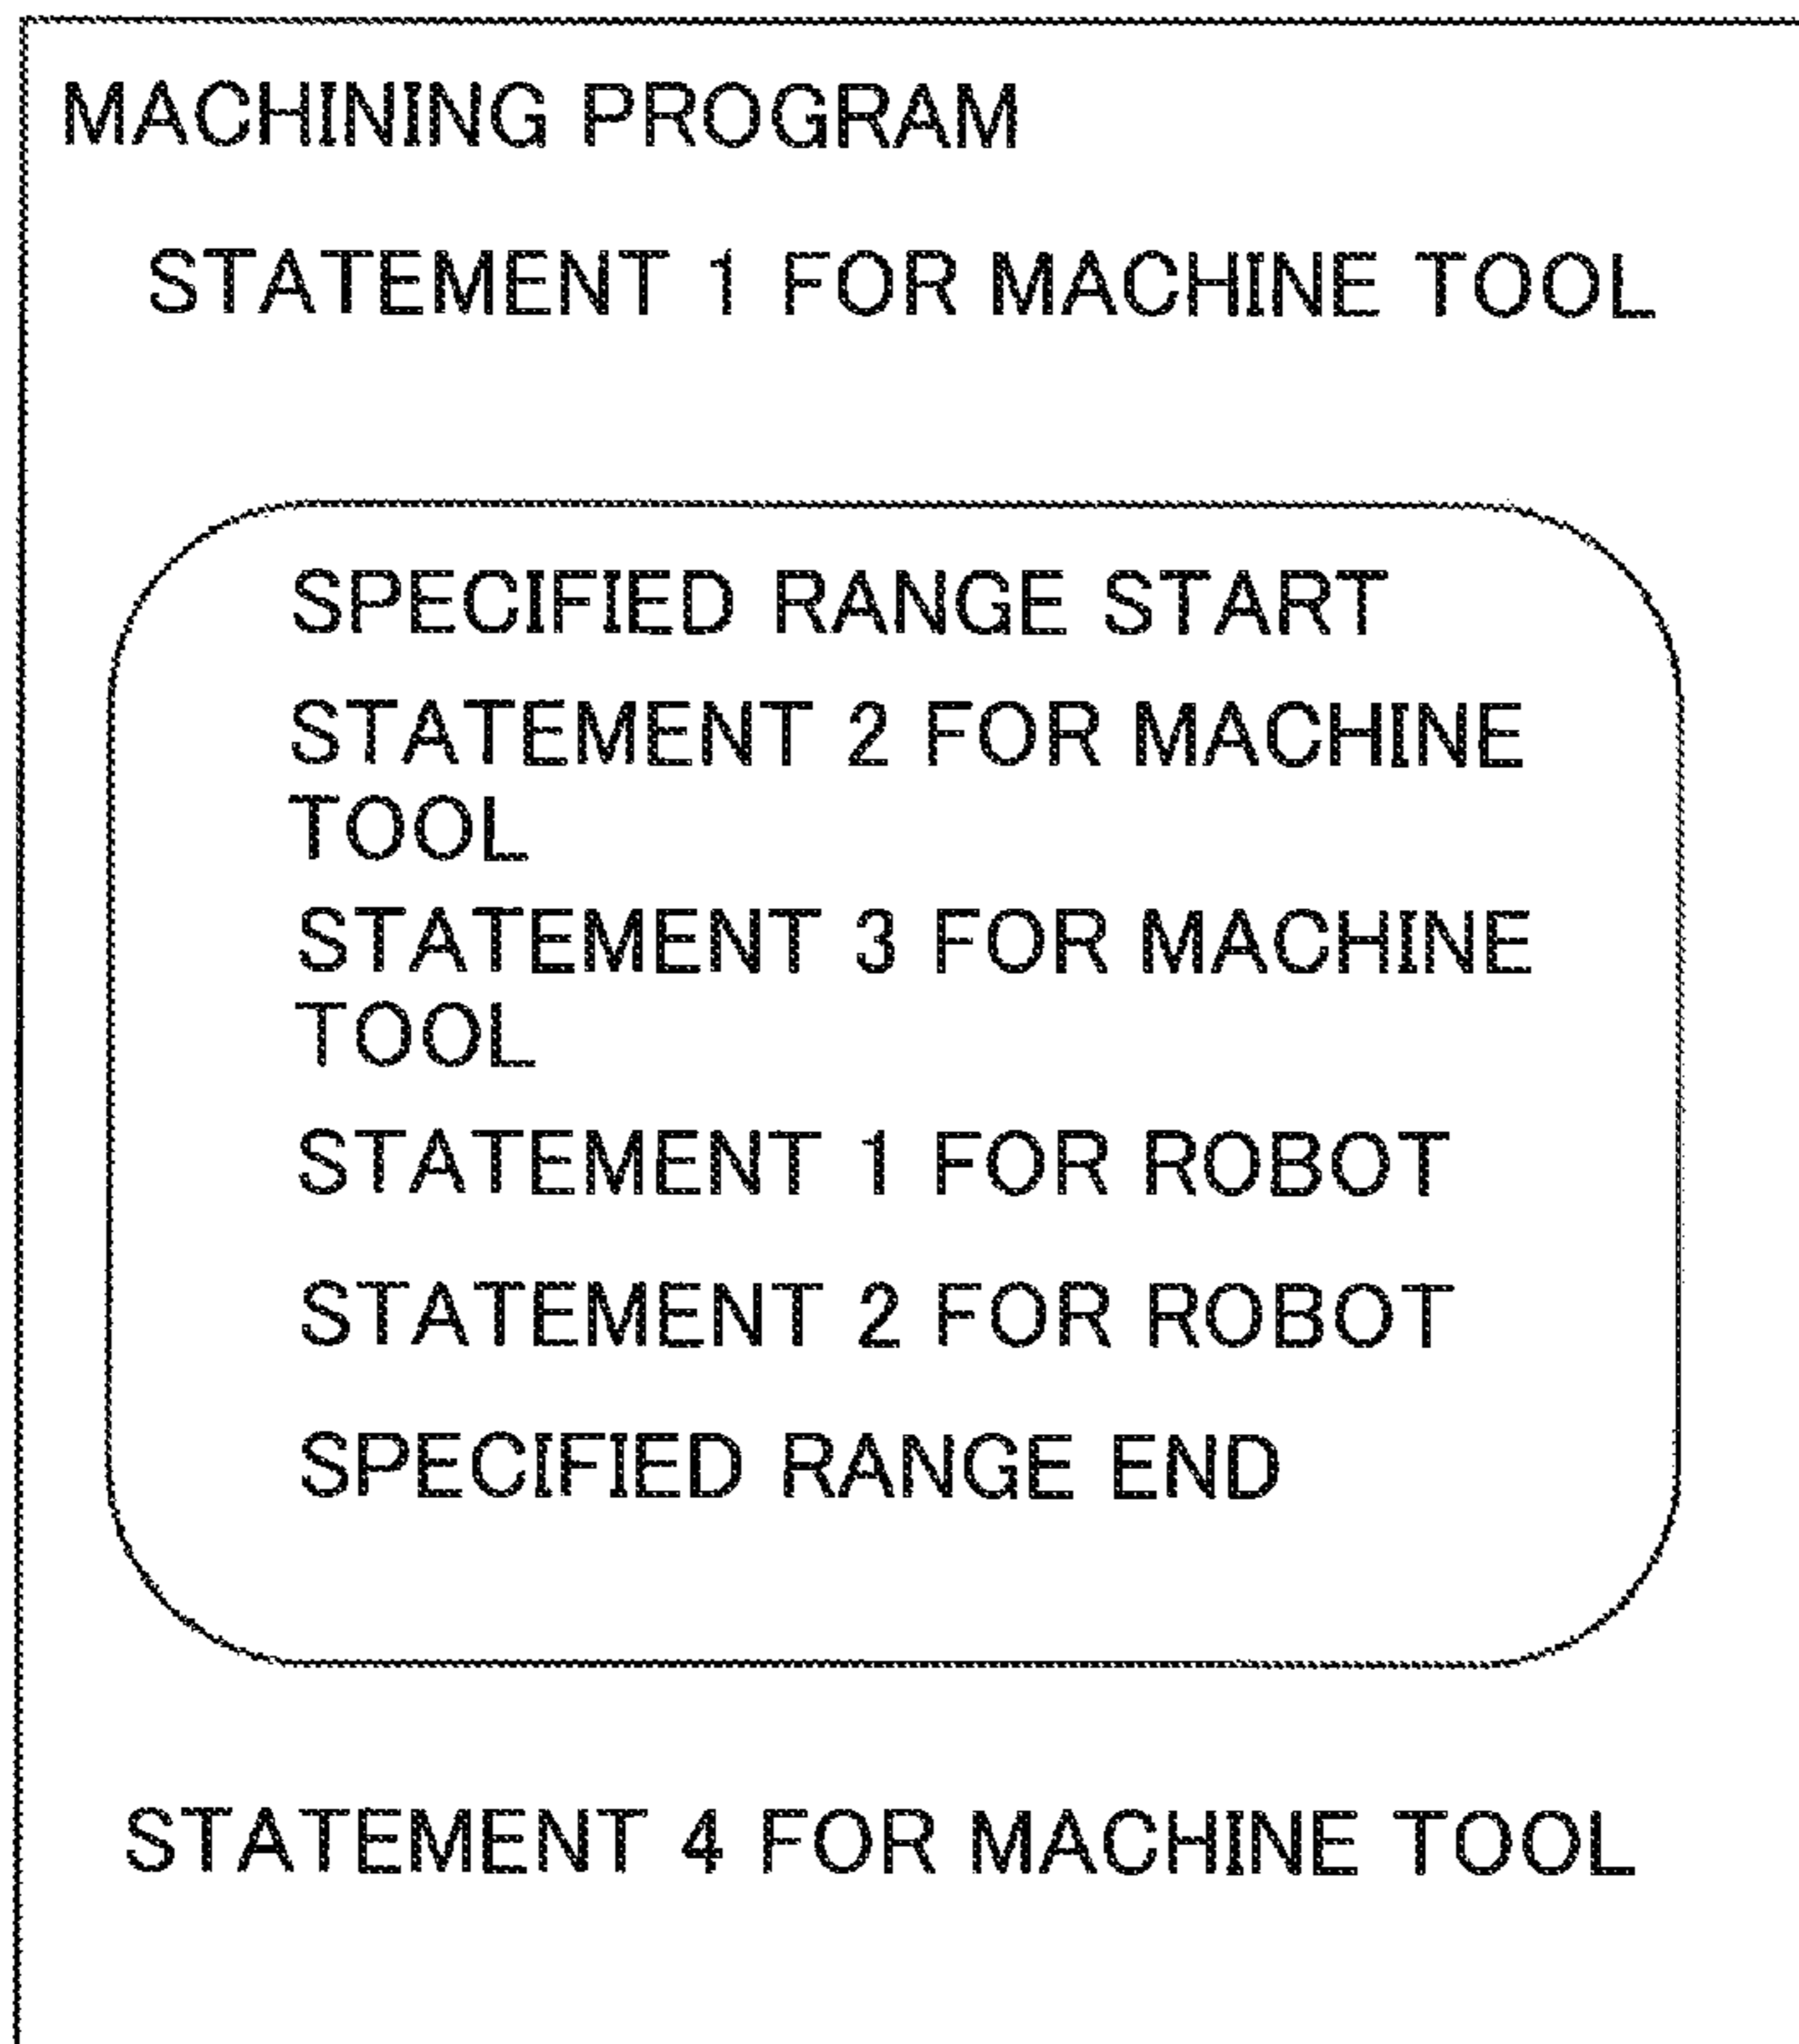 MACHINING PROGRAM
STATEMENT 1 FOR MACHINE TOOL
SPECIFIED RANGE START
STATEMENT 2 FOR MACHINE
TOOL
STATEMENT 3 FOR MACHINE
TOOL
STATEMENT 1 FOR ROBOT
STATEMENT 2 FOR ROBOT
SPECIFIED RANGE END
STATEMENT 4 FOR MACHINE TOOL